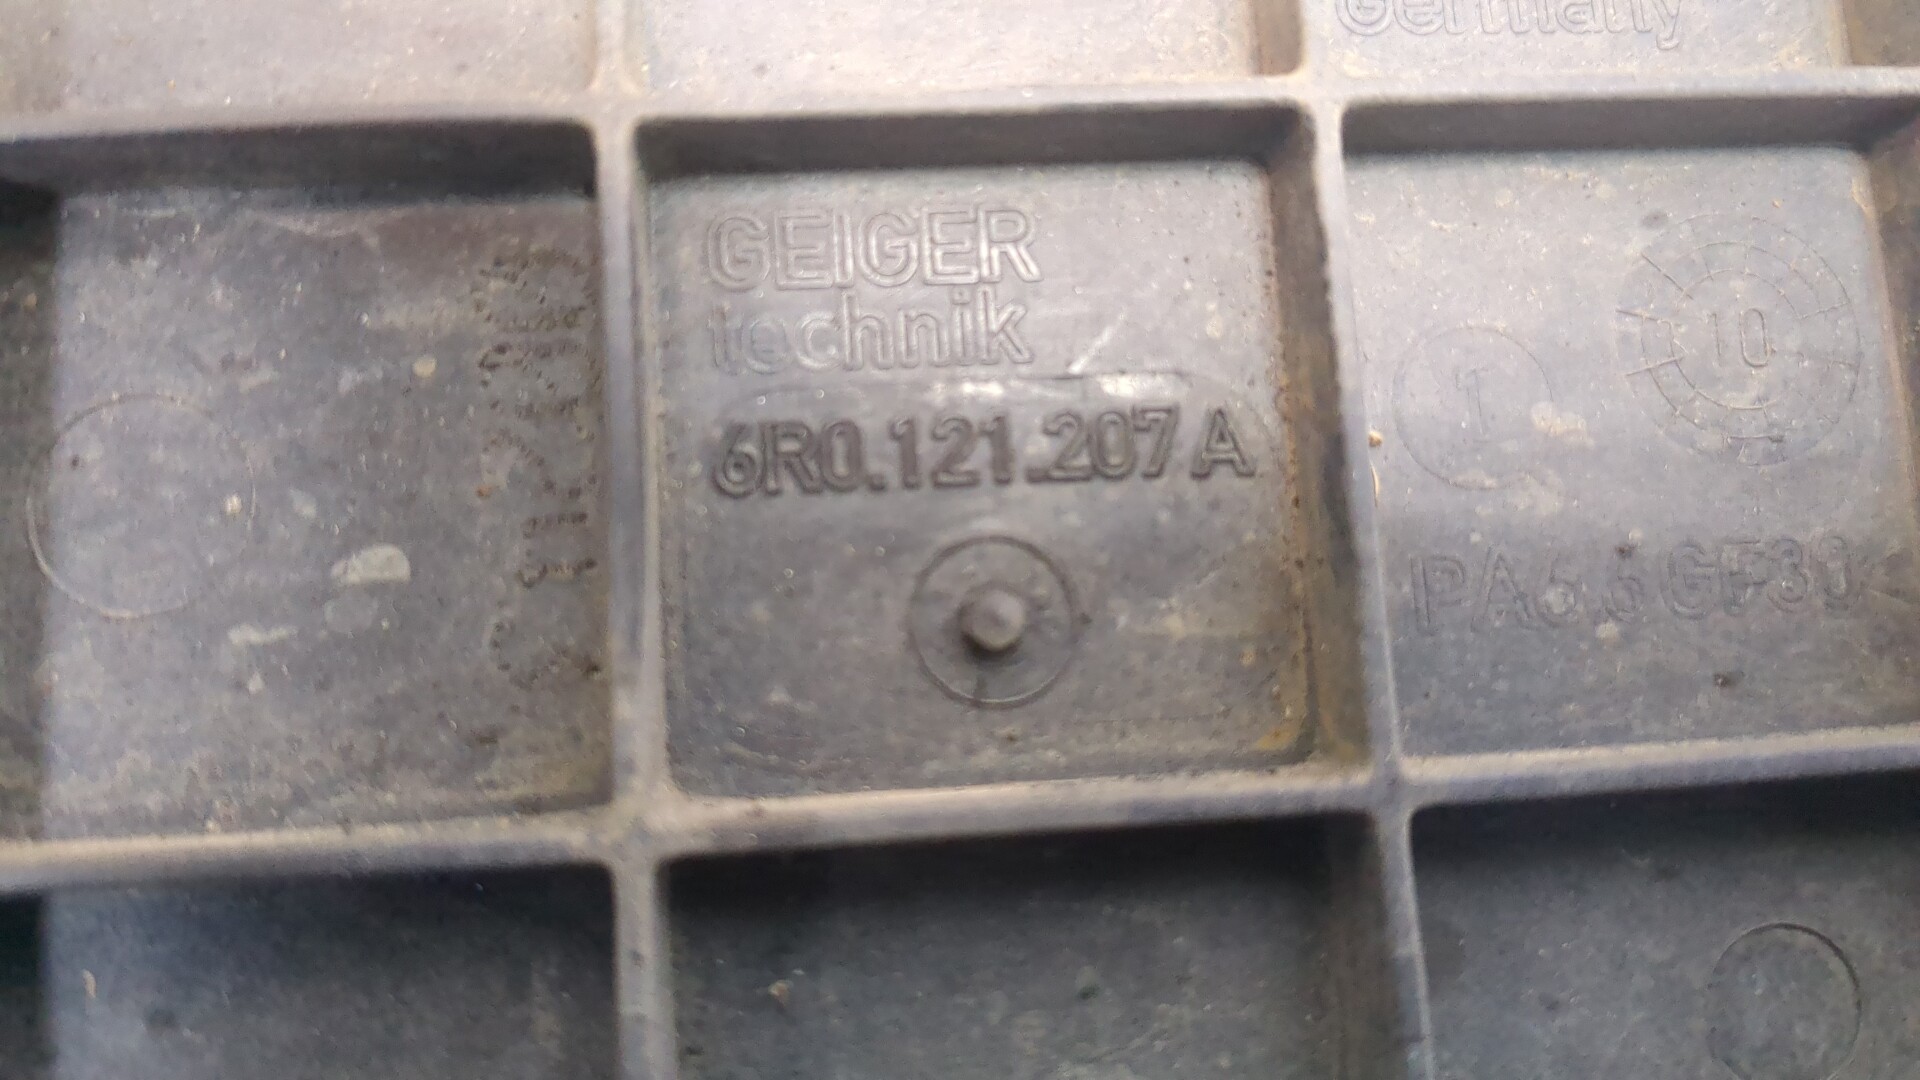 Germany
GEIGER
technik
6R0.121.207 A
10
1
PA6.6 GF30